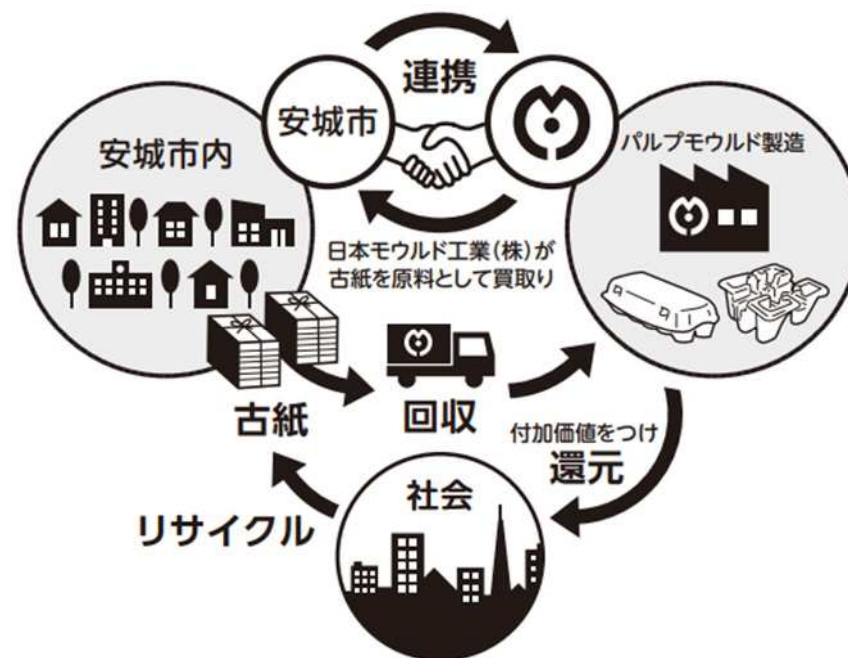 連携
安城市
安城市内
パルプモウルド製造
日本モウルド工業(株)が
古紙を原料として買取り
古紙
回収
付加価値をつけ
還元
社会
リサイクル